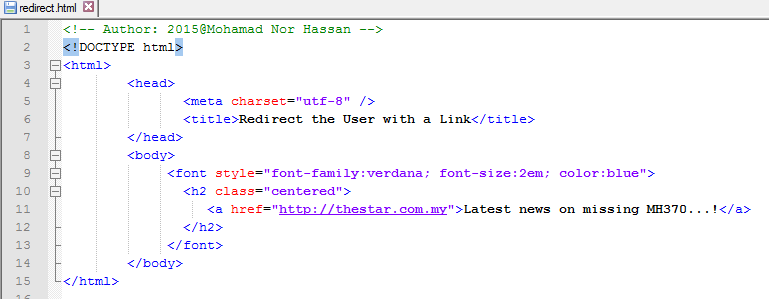 redirect.html
1 <!-- Author: 2015@Mohamad Nor Hassan -->
2 <!DOCTYPE html>
3 <html>
4 <head>
5 <meta charset="utf-8" />
6 <title>Redirect the User with a Link</title>
7 </head>
8 <body>
9 <font style="font-family:verdana; font-size:2em; color:blue">
10 <h2 class="centered">
11 <a href="http://thestar.com.my">Latest news on missing MH370...!</a>
12 </h2>
13 </font>
14 </body>
15 </html>
16